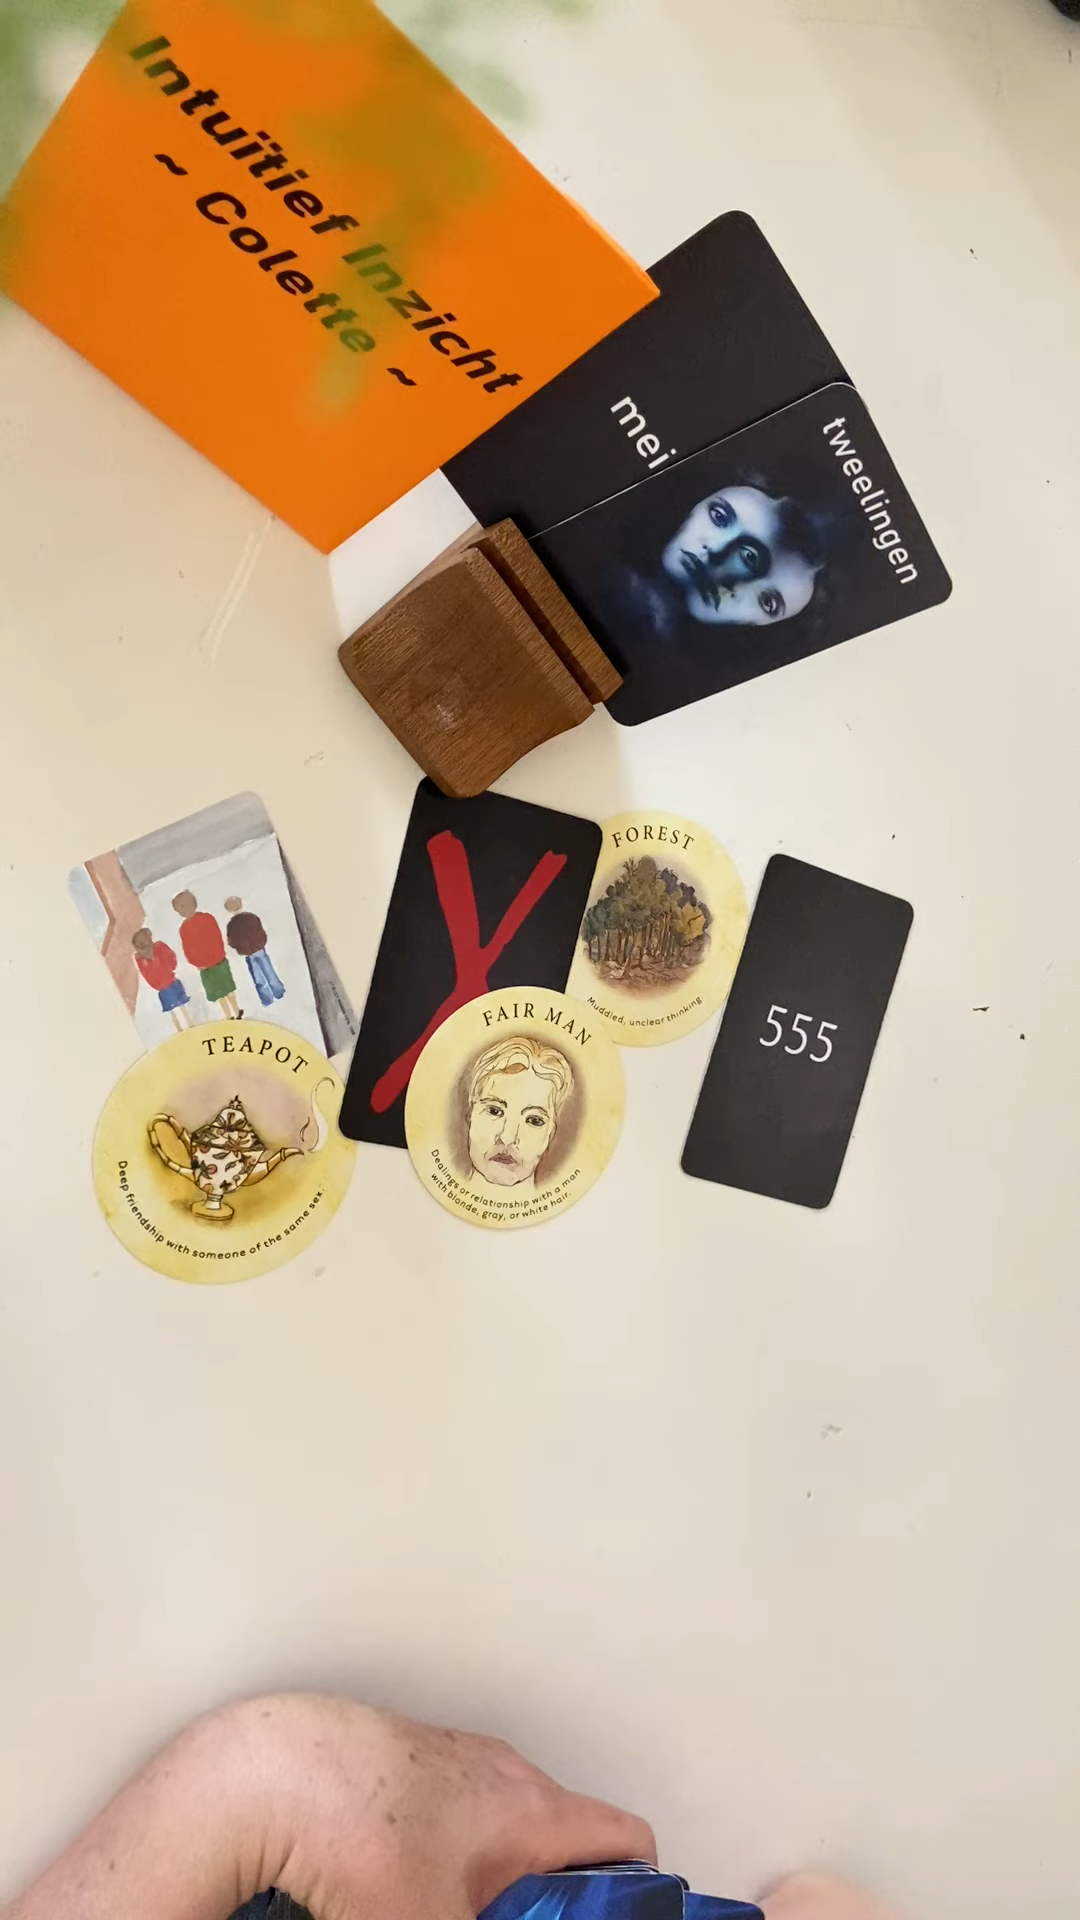 Intuïtief Inzicht
~ Colette ~
mei
tweelingen
FOREST
Muddled, unclear thinking.
555
FAIR MAN
Dealings or relationship with a man
with blonde, gray, or white hair.
TEAPOT
Deep friendship with someone of the same sex.
Y